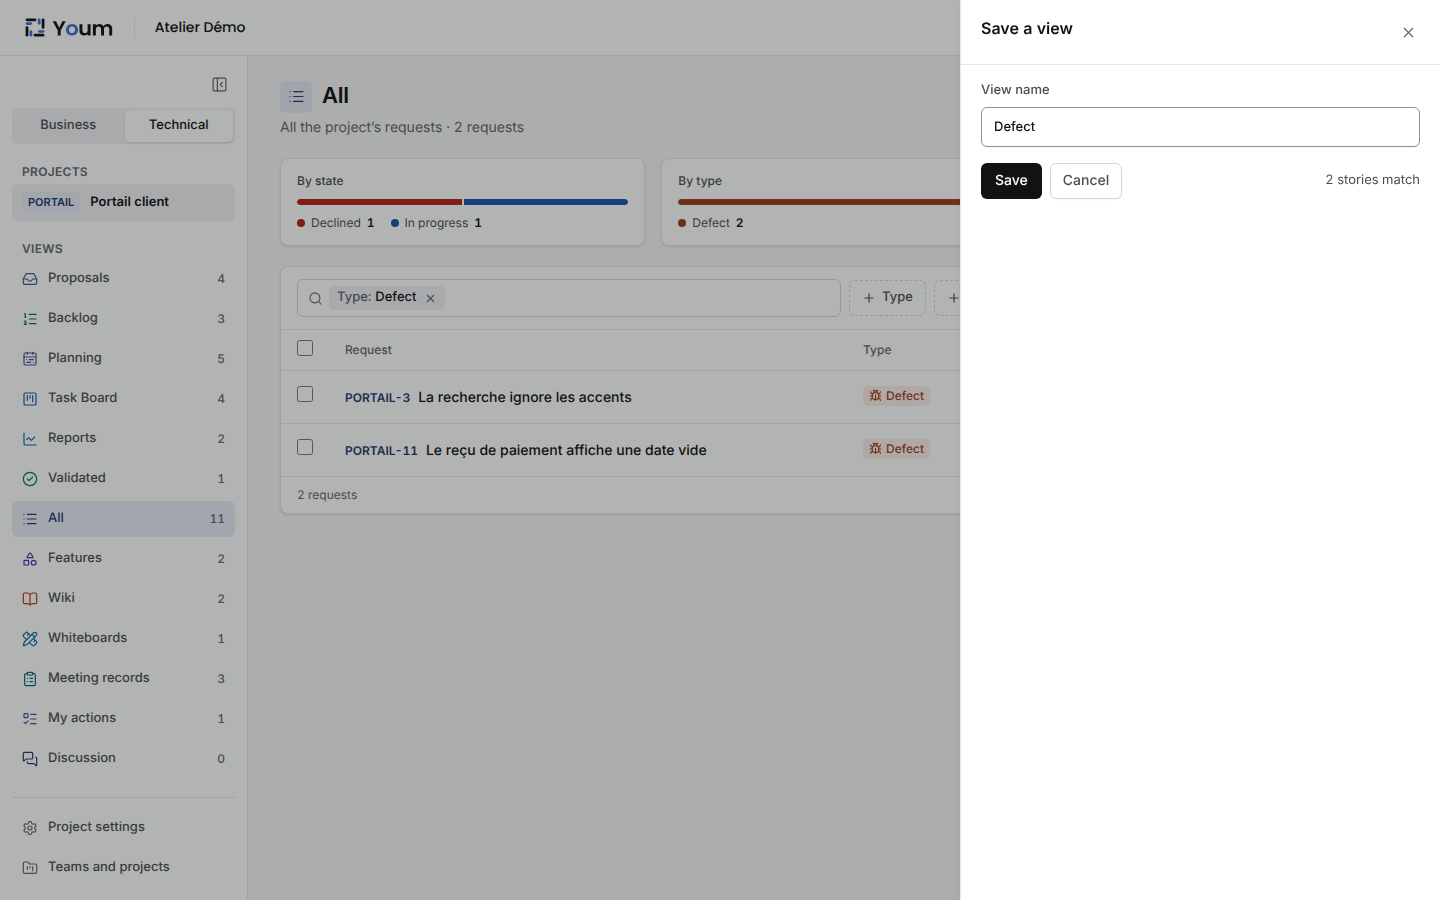 Youm
Atelier Démo
Business
Technical
PROJECTS
PORTAIL
Portail client
VIEWS
Proposals 4
Backlog 3
Planning 5
Task Board 4
Reports 2
Validated 1
All 11
Features 2
Wiki 2
Whiteboards 1
Meeting records 3
My actions 1
Discussion 0
Project settings
Teams and projects
All
All the project's requests · 2 requests
By state
Declined 1
In progress 1
By type
Defect 2
Type: Defect
Type
Request
Type
PORTAIL-3 La recherche ignore les accents
Defect
PORTAIL-11 Le reçu de paiement affiche une date vide
Defect
2 requests
Save a view
View name
Defect
Save
Cancel
2 stories match